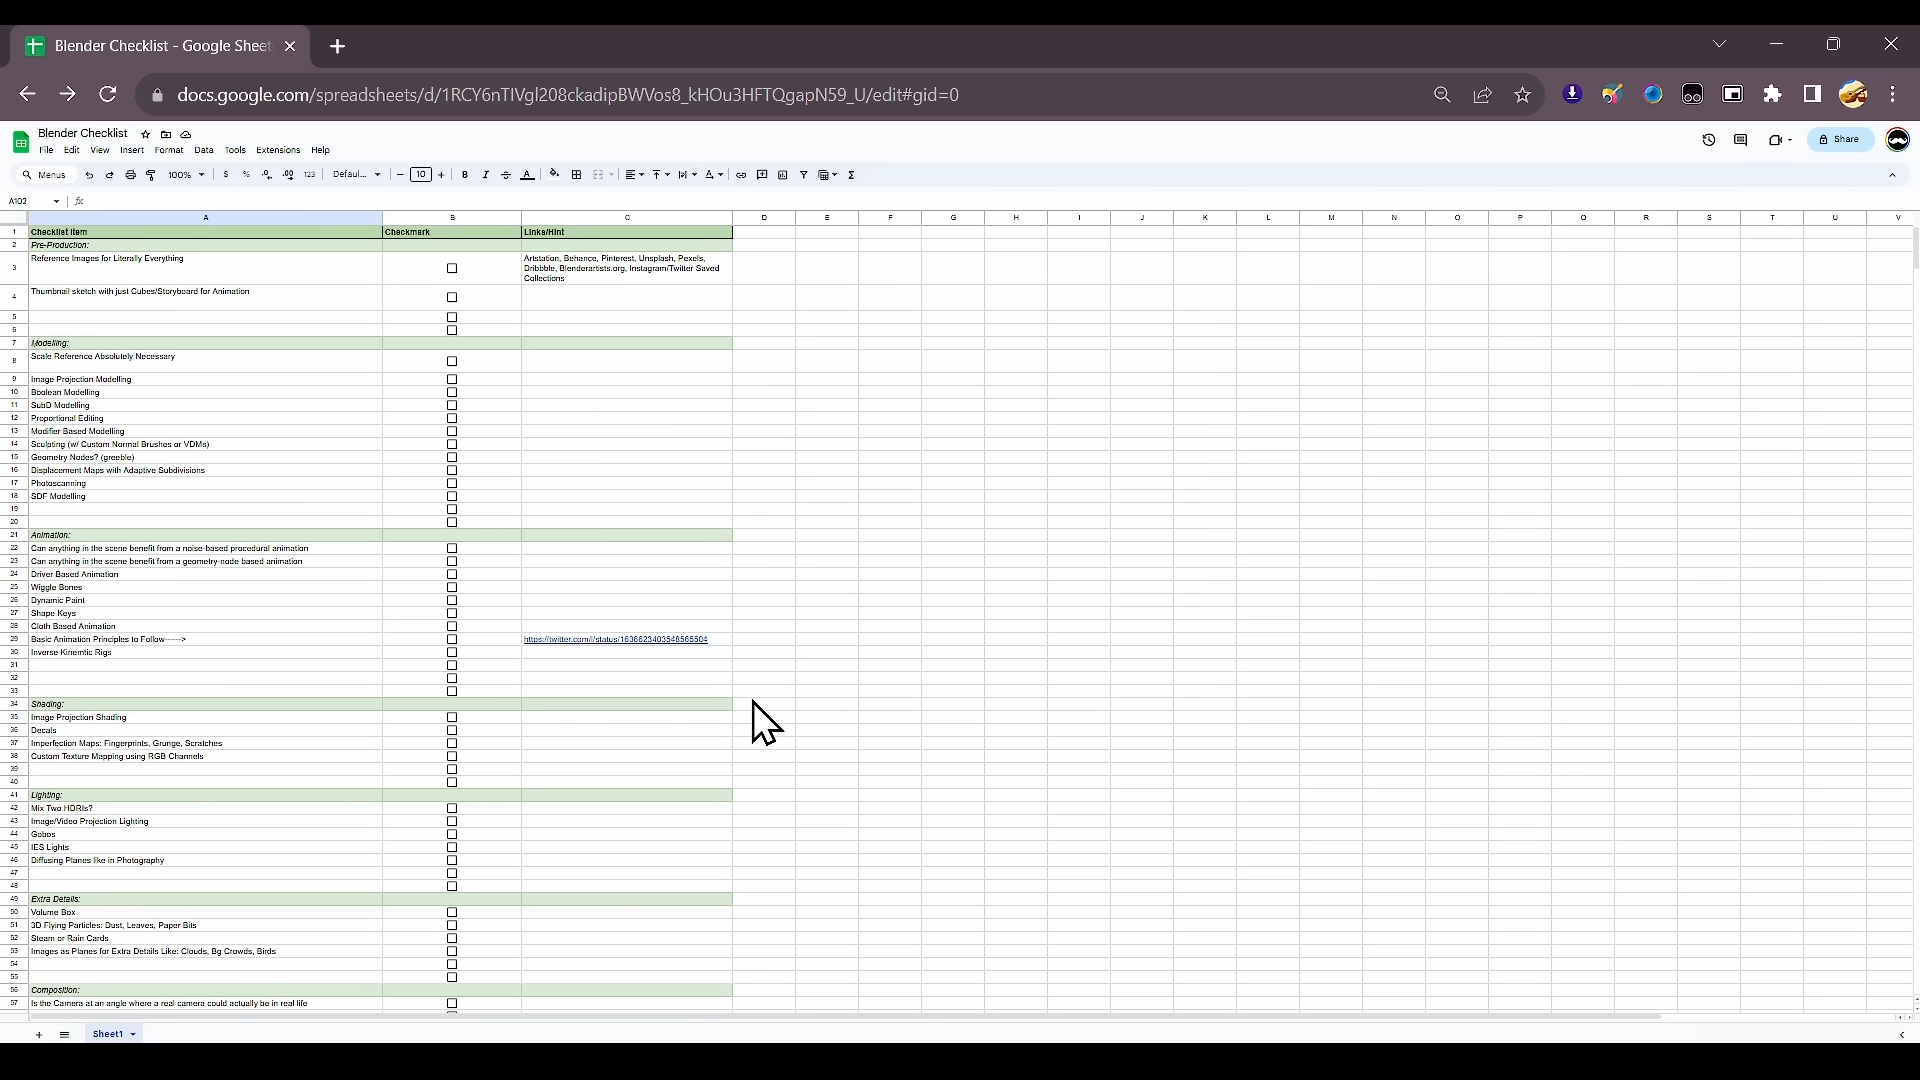 Blender Checklist - Google Sheet
docs.google.com/spreadsheets/d/1RCY6nTIVgl208ckadipBWVos8_kHOu3HFTQgapN59_U/edit#gid=0
Blender Checklist
File Edit View Insert Format Data Tools Extensions Help
Share
Menus 100% $ % .0 .00 123 Defaul... 10 B I A
A102 fx
A B C D E F G H I J K L M N O P Q R S T U V
1 Checklist Item Checkmark Links/Hint
2 Pre-Production:
3 Reference Images for Literally Everything Artstation, Behance, Pinterest, Unsplash, Pexels,
Dribbble, Blenderartists.org, Instagram/Twitter Saved
Collections
4 Thumbnail sketch with just Cubes/Storyboard for Animation
5
6
7 Modelling:
8 Scale Reference Absolutely Necessary
9 Image Projection Modelling
10 Boolean Modelling
11 SubD Modelling
12 Proportional Editing
13 Modifier Based Modelling
14 Sculpting (w/ Custom Normal Brushes or VDMs)
15 Geometry Nodes? (greeble)
16 Displacement Maps with Adaptive Subdivisions
17 Photoscanning
18 SDF Modelling
19
20
21 Animation:
22 Can anything in the scene benefit from a noise-based procedural animation
23 Can anything in the scene benefit from a geometry-node based animation
24 Driver Based Animation
25 Wiggle Bones
26 Dynamic Paint
27 Shape Keys
28 Cloth Based Animation
29 Basic Animation Principles to Follow------> https://twitter.com/i/status/1636623403548565504
30 Inverse Kinemtic Rigs
31
32
33
34 Shading:
35 Image Projection Shading
36 Decals
37 Imperfection Maps: Fingerprints, Grunge, Scratches
38 Custom Texture Mapping using RGB Channels
39
40
41 Lighting:
42 Mix Two HDRIs?
43 Image/Video Projection Lighting
44 Gobos
45 IES Lights
46 Diffusing Planes like in Photography
47
48
49 Extra Details:
50 Volume Box
51 3D Flying Particles: Dust, Leaves, Paper Bits
52 Steam or Rain Cards
53 Images as Planes for Extra Details Like: Clouds, Bg Crowds, Birds
54
55
56 Composition:
57 Is the Camera at an angle where a real camera could actually be in real life
Sheet1